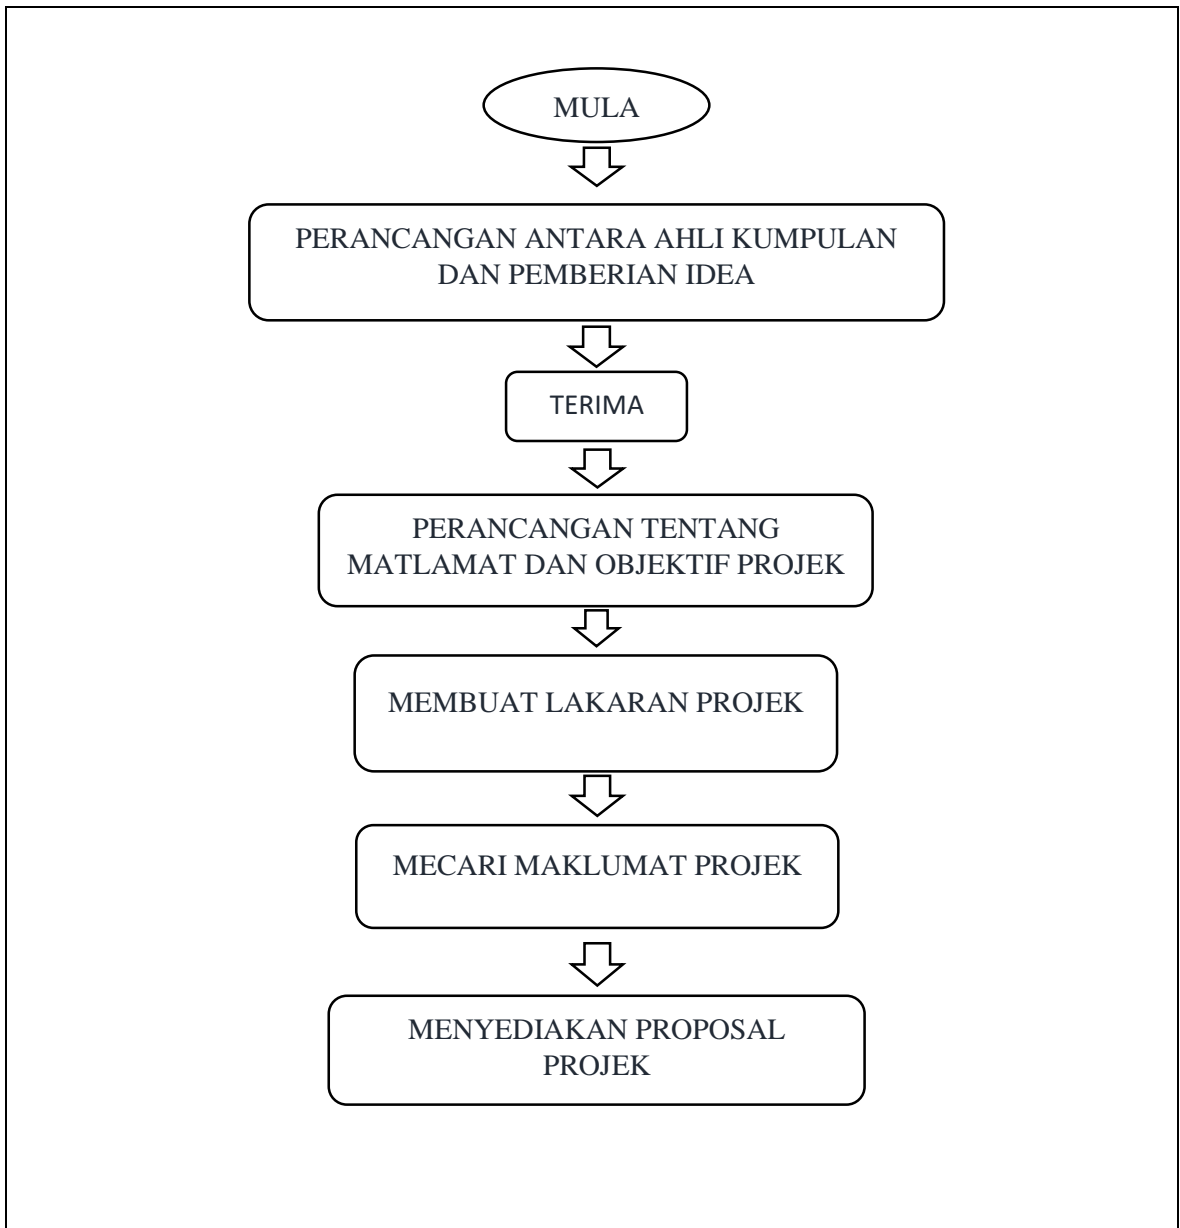 MULA
PERANCANGAN ANTARA AHLI KUMPULAN
DAN PEMBERIAN IDEA
TERIMA
PERANCANGAN TENTANG
MATLAMAT DAN OBJEKTIF PROJEK
MEMBUAT LAKARAN PROJEK
MECARI MAKLUMAT PROJEK
MENYEDIAKAN PROPOSAL
PROJEK